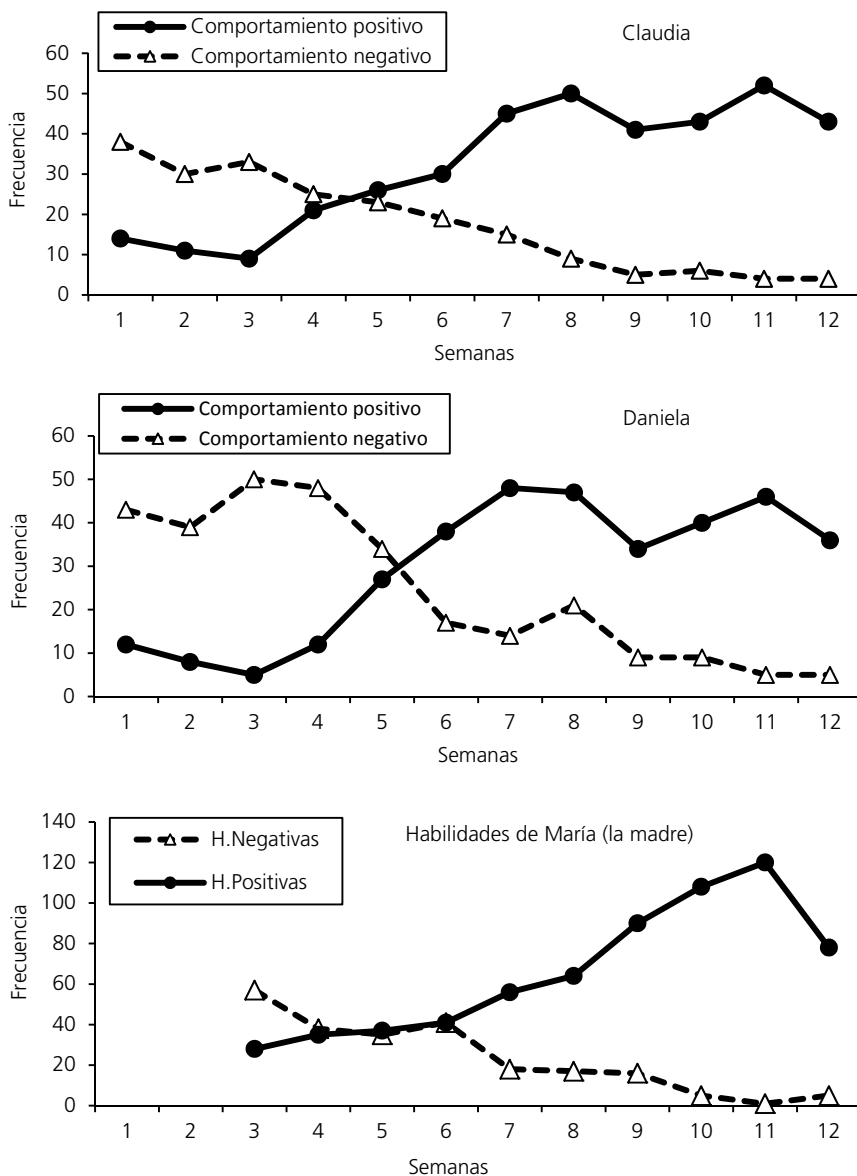 Comportamiento positivo
Comportamiento negativo
Claudia
Frecuencia
60
50
40
30
20
10
0
1 2 3 4 5 6 7 8 9 10 11 12
Semanas
Comportamiento positivo
Comportamiento negativo
Daniela
Frecuencia
60
50
40
30
20
10
0
1 2 3 4 5 6 7 8 9 10 11 12
Semanas
H.Negativas
H.Positivas
Habilidades de María (la madre)
Frecuencia
140
120
100
80
60
40
20
0
1 2 3 4 5 6 7 8 9 10 11 12
Semanas